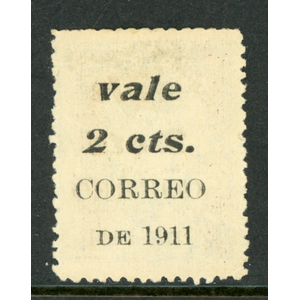 vale
2 cts.
CORREO
DE 1911